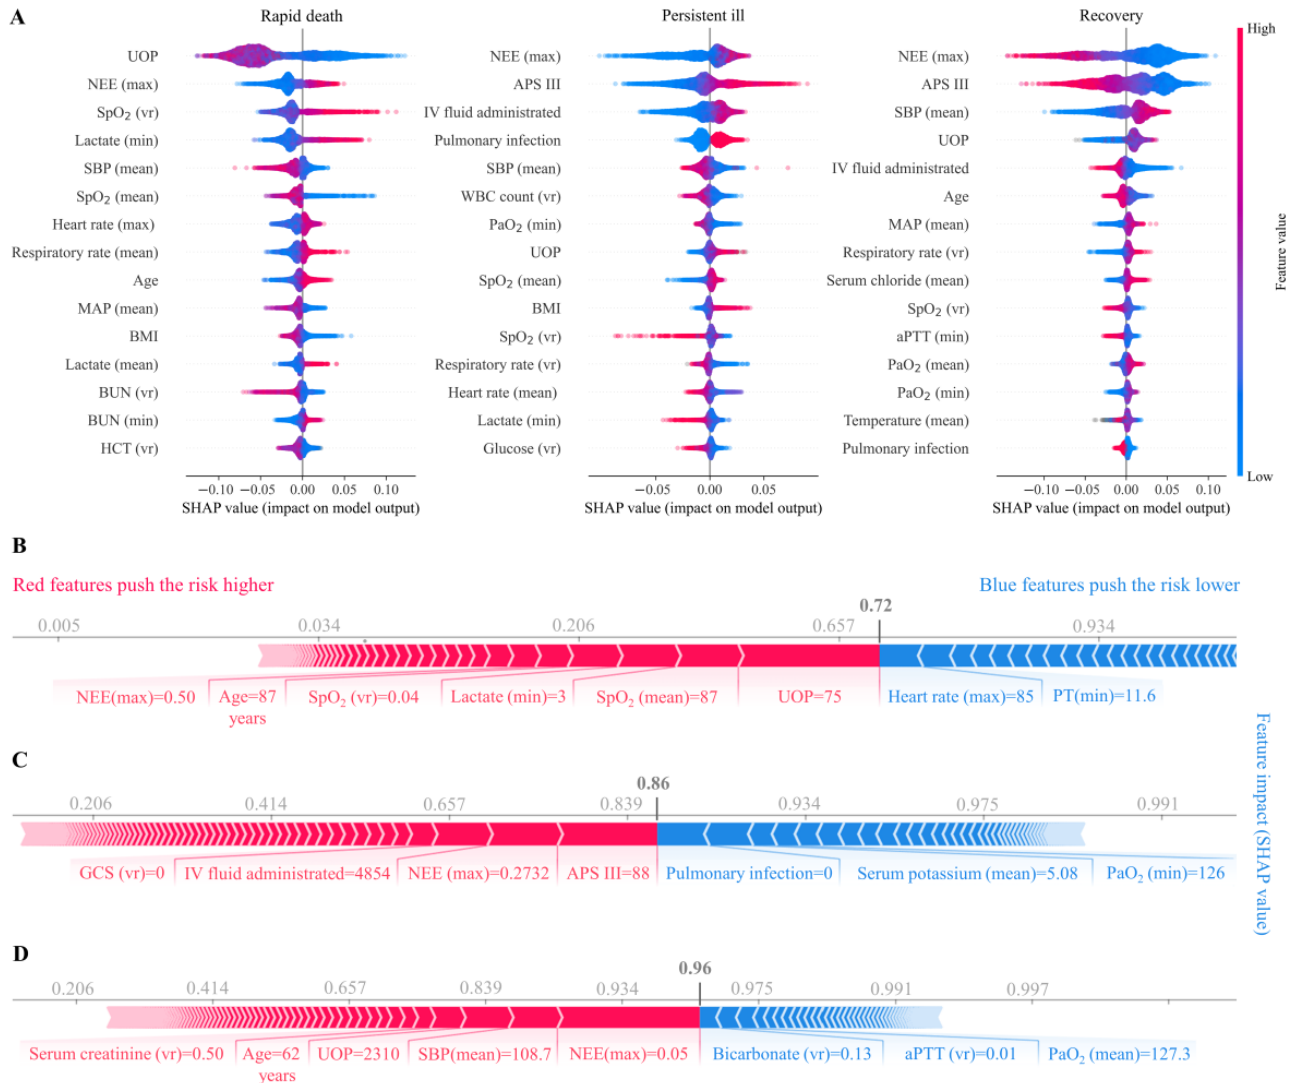 A
Rapid death
UOP
NEE (max)
SpO₂ (vr)
Lactate (min)
SBP (mean)
SpO₂ (mean)
Heart rate (max)
Respiratory rate (mean)
Age
MAP (mean)
BMI
Lactate (mean)
BUN (vr)
BUN (min)
HCT (vr)
−0.10 −0.05 0.00 0.05 0.10
SHAP value (impact on model output)
Persistent ill
NEE (max)
APS III
IV fluid administrated
Pulmonary infection
SBP (mean)
WBC count (vr)
PaO₂ (min)
UOP
SpO₂ (mean)
BMI
SpO₂ (vr)
Respiratory rate (vr)
Heart rate (mean)
Lactate (min)
Glucose (vr)
−0.05 0.00 0.05
SHAP value (impact on model output)
Recovery
NEE (max)
APS III
SBP (mean)
UOP
IV fluid administrated
Age
MAP (mean)
Respiratory rate (vr)
Serum chloride (mean)
SpO₂ (vr)
aPTT (min)
PaO₂ (mean)
PaO₂ (min)
Temperature (mean)
Pulmonary infection
−0.10 −0.05 0.00 0.05 0.10
SHAP value (impact on model output)
High
Feature value
Low
B
Red features push the risk higher
Blue features push the risk lower
0.72
0.005 0.034 0.206 0.657 0.934
NEE(max)=0.50 Age=87 SpO₂ (vr)=0.04 Lactate (min)=3 SpO₂ (mean)=87 UOP=75 Heart rate (max)=85 PT(min)=11.6
years
Feature impact (SHAP value)
C
0.86
0.206 0.414 0.657 0.839 0.934 0.975 0.991
GCS (vr)=0 IV fluid administrated=4854 NEE (max)=0.2732 APS III=88 Pulmonary infection=0 Serum potassium (mean)=5.08 PaO₂ (min)=126
D
0.96
0.206 0.414 0.657 0.839 0.934 0.975 0.991 0.997
Serum creatinine (vr)=0.50 Age=62 UOP=2310 SBP(mean)=108.7 NEE(max)=0.05 Bicarbonate (vr)=0.13 aPTT (vr)=0.01 PaO₂ (mean)=127.3
years